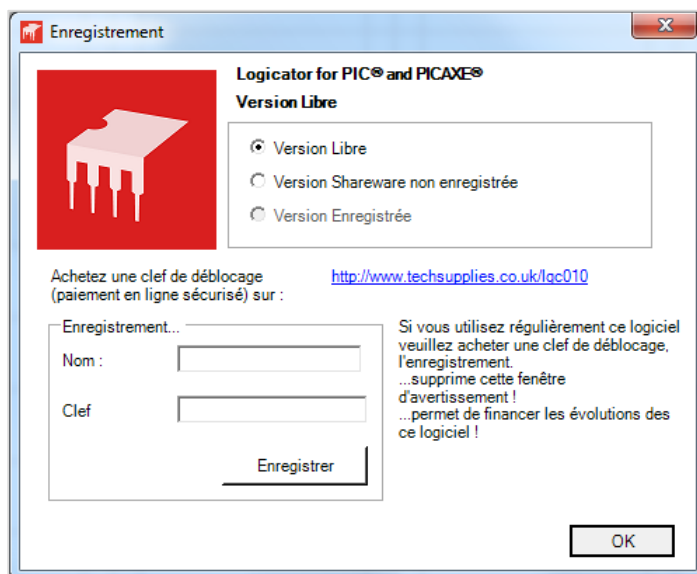 Enregistrement
Logicator for PIC® and PICAXE®
Version Libre
Version Libre
Version Shareware non enregistrée
Version Enregistrée
Achetez une clef de déblocage
(paiement en ligne sécurisé) sur :
http://www.techsupplies.co.uk/lgc010
Enregistrement...
Nom :
Clef
Enregistrer
Si vous utilisez régulièrement ce logiciel
veuillez acheter une clef de déblocage,
l'enregistrement.
...supprime cette fenêtre
d'avertissement !
...permet de financer les évolutions des
ce logiciel !
OK